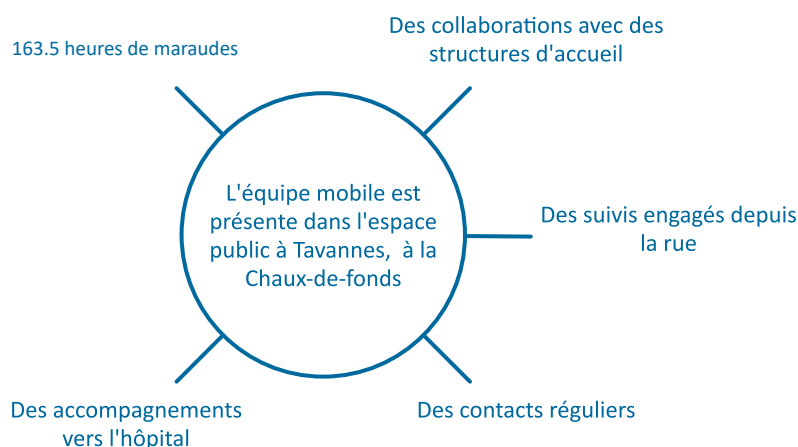 163.5 heures de maraudes
Des collaborations avec des
structures d'accueil
L'équipe mobile est
présente dans l'espace
public à Tavannes,  à la
Chaux-de-fonds
Des suivis engagés depuis
la rue
Des accompagnements
vers l'hôpital
Des contacts réguliers